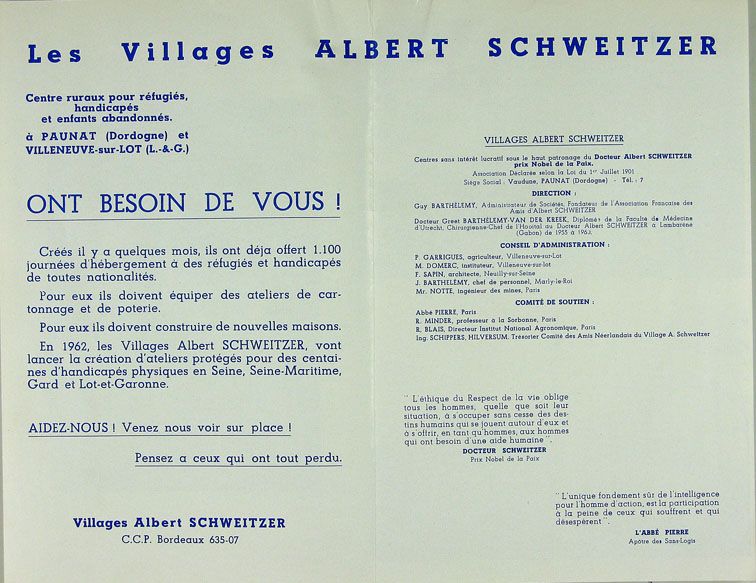 Les Villages ALBERT SCHWEITZER
Centre ruraux pour réfugiés,
handicapés
et enfants abandonnés.
à PAUNAT (Dordogne) et
VILLENEUVE-sur-LOT (L.-&-G.)
ONT BESOIN DE VOUS !
Créés il y a quelques mois, ils ont déja offert 1.100
journées d'hébergement à des réfugiés et handicapés
de toutes nationalités.
Pour eux ils doivent équiper des ateliers de car-
tonnage et de poterie.
Pour eux ils doivent construire de nouvelles maisons.
En 1962, les Villages Albert SCHWEITZER, vont
lancer la création d'ateliers protégés pour des centai-
nes d'handicapés physiques en Seine, Seine-Maritime,
Gard et Lot-et-Garonne.
AIDEZ-NOUS ! Venez nous voir sur place !
Pensez a ceux qui ont tout perdu.
Villages Albert SCHWEITZER
C.C.P. Bordeaux 635-07
VILLAGES ALBERT SCHWEITZER
Centres sans intérêt lucratif sous le haut patronage du Docteur Albert SCHWEITZER
prix Nobel de la Paix.
Association Déclarée selon la Loi du 1er Juillet 1901
Siège Social : Vaudune, PAUNAT (Dordogne) - Tél. : 7
DIRECTION :
Guy BARTHÉLEMY, Administrateur de Sociétés, Fondateur de l'Association Française des
Amis d'Albert SCHWEITZER
Docteur Greet BARTHÉLEMY-VAN DER KREEK, Diplômés de la Faculté de Médecine
d'Utrecht, Chirurgienne-Chef de l'Hôpital du Docteur Albert SCHWEITZER à Lambaréné
(Gabon) de 1955 à 1963.
CONSEIL D'ADMINISTRATION :
P. GARRIGUES, agriculteur, Villeneuve-sur-Lot
M. DOMERC, instituteur, Villeneuve-sur-lot
F. SAPIN, architecte, Neuilly-sur-Seine
J. BARTHÉLEMY, chef de personnel, Marly-le-Roi
Mr. NOTTE, ingénieur des mines, Paris
COMITÉ DE SOUTIEN :
Abbé PIERRE, Paris
R. MINDER, professeur à la Sorbonne, Paris
R. BLAIS, Directeur Institut National Agronomique, Paris
Ing. SCHIPPERS, HILVERSUM, Trésorier Comité des Amis Néerlandais du Village A. Schweitzer
" L'éthique du Respect de la vie oblige
tous les hommes, quelle que soit leur
situation, à s'occuper sans cesse des des-
tins humains qui se jouent autour d'eux et
à s'offrir, en tant qu'hommes, aux hommes
qui ont besoin d'une aide humaine ".
DOCTEUR SCHWEITZER
Prix Nobel de la Paix
" L'unique fondement sûr de l'intelligence
pour l'homme d'action, est la participation
à la peine de ceux qui souffrent et qui
désespèrent".
L'ABBÉ PIERRE
Apôtre des Sans-Logis